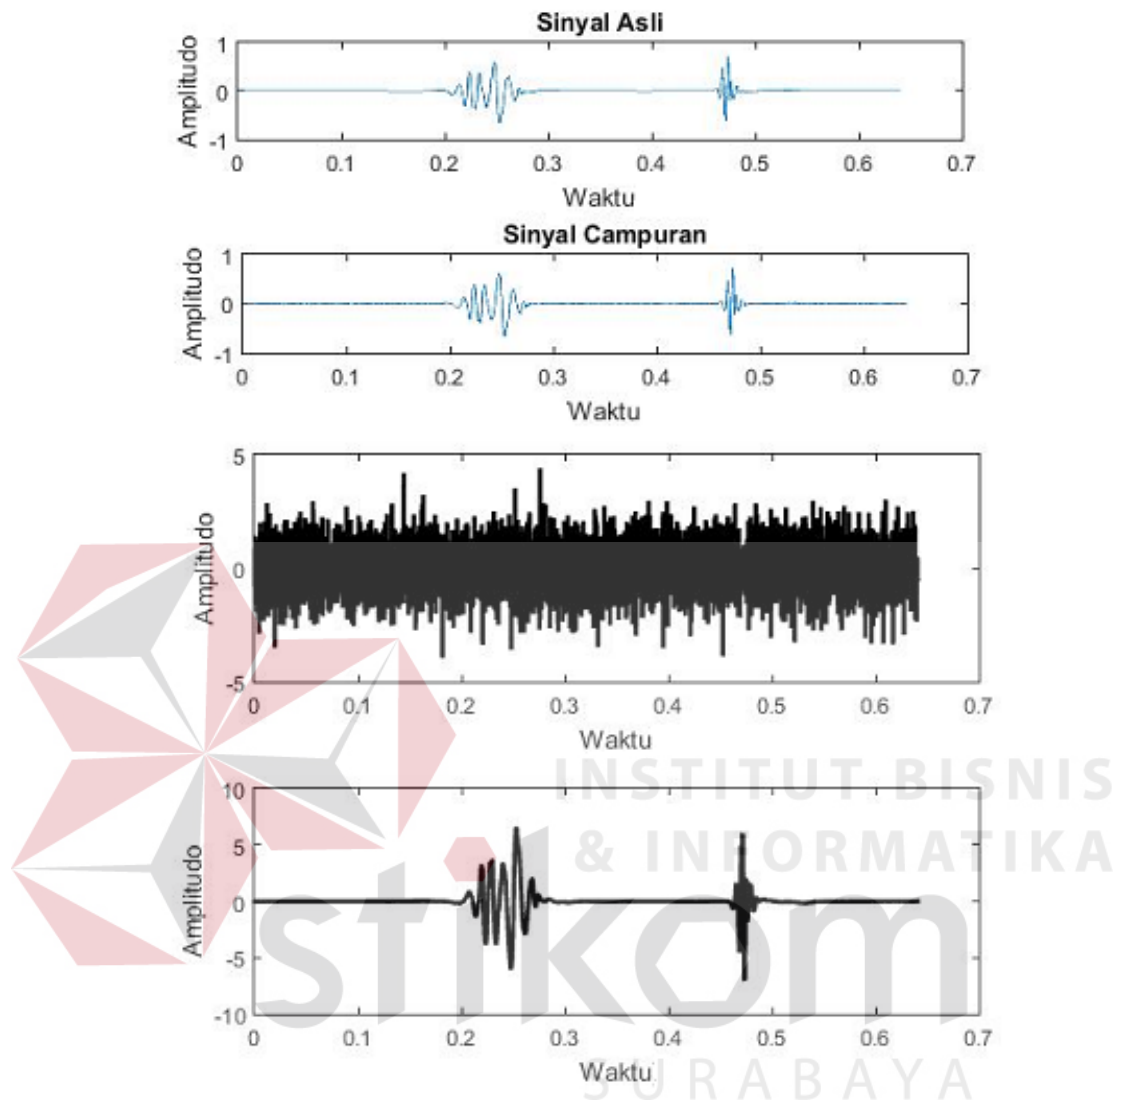 Sinyal Asli
Amplitudo
1
0
-1
0 0.1 0.2 0.3 0.4 0.5 0.6 0.7
Waktu
Sinyal Campuran
Amplitudo
1
0
-1
0 0.1 0.2 0.3 0.4 0.5 0.6 0.7
Waktu
Amplitudo
5
0
-5
0 0.1 0.2 0.3 0.4 0.5 0.6 0.7
Waktu
INSTITUT BISNIS
& INFORMATIKA
stikom
SURABAYA
Amplitudo
10
5
0
-5
-10
0 0.1 0.2 0.3 0.4 0.5 0.6 0.7
Waktu